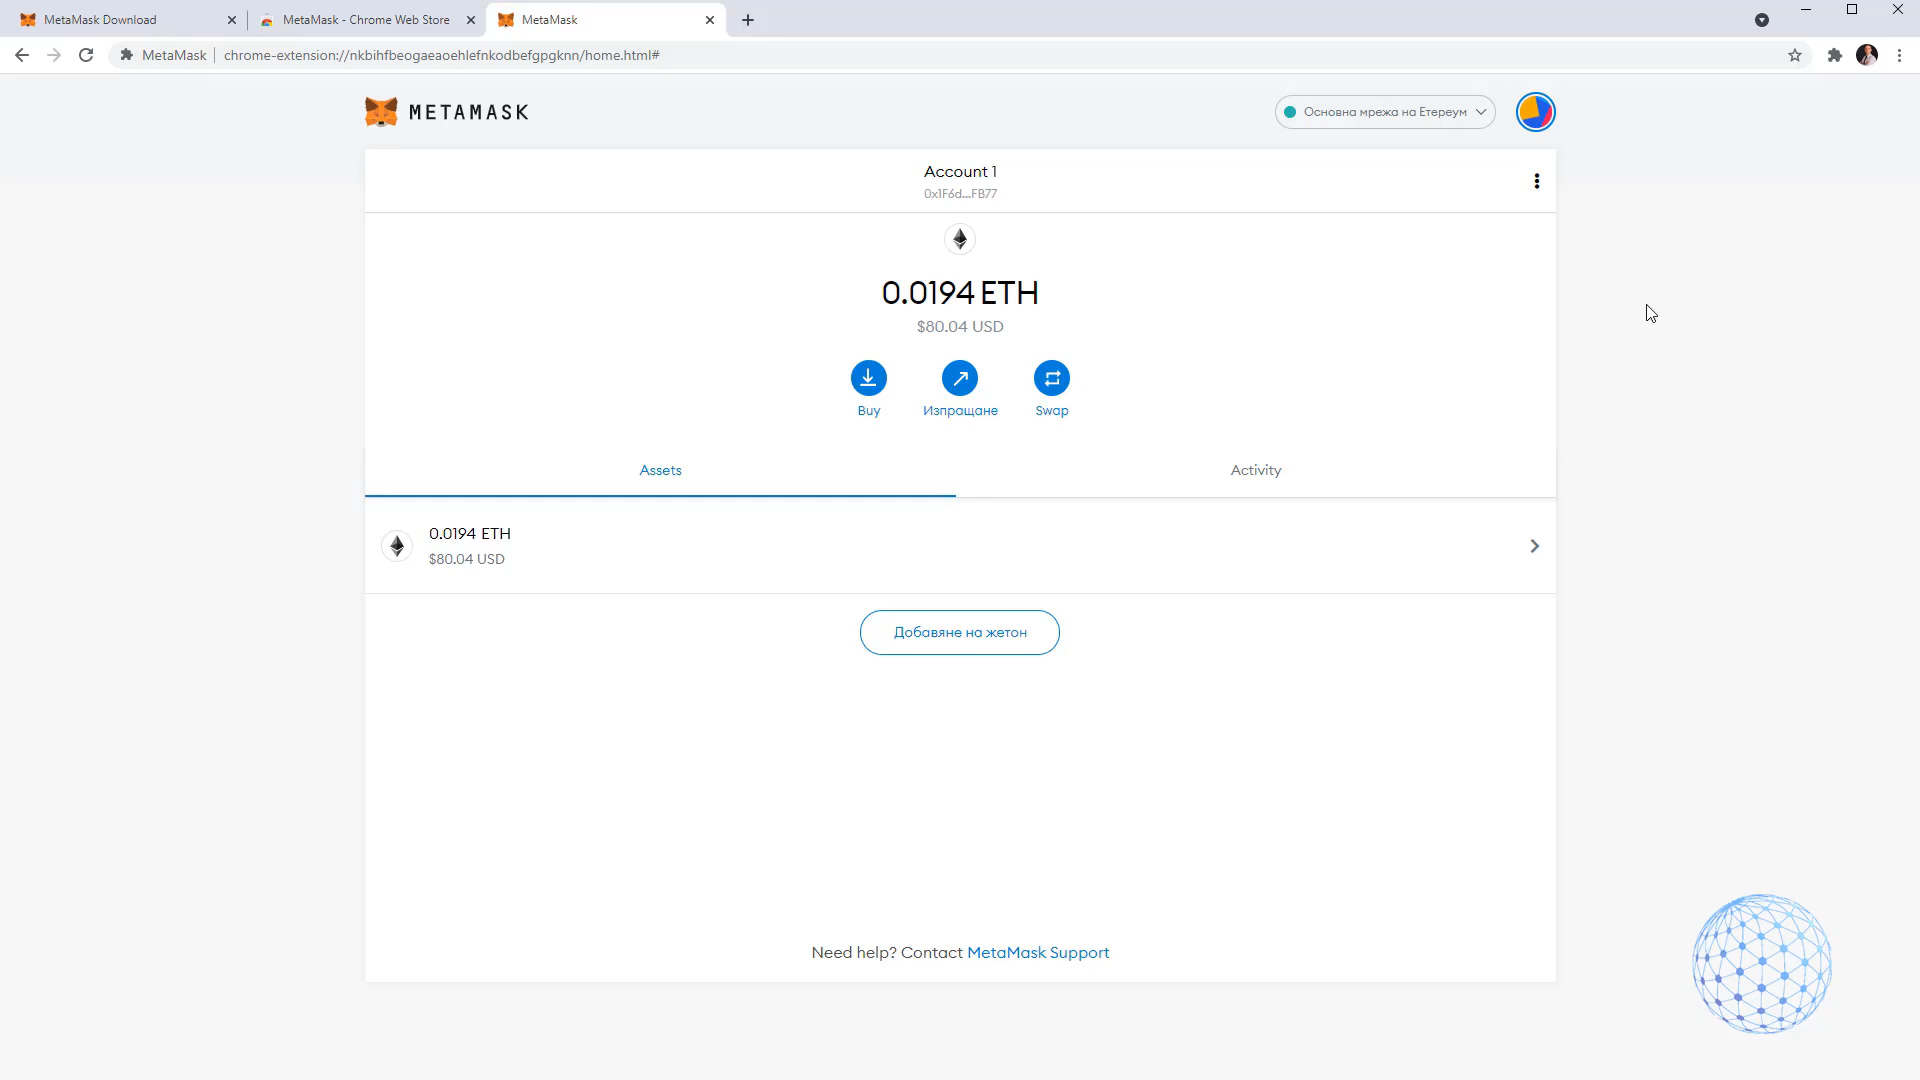 MetaMask Download
MetaMask - Chrome Web Store
MetaMask
MetaMask
chrome-extension://nkbihfbeogaeaoehlefnkodbefgpgknn/home.html#
METAMASK
Основна мрежа на Етереум
Account 1
0x1F6d...FB77
0.0194 ETH
$80.04 USD
Buy
Изпращане
Swap
Assets
Activity
0.0194 ETH
$80.04 USD
Добавяне на жетон
Need help? Contact MetaMask Support